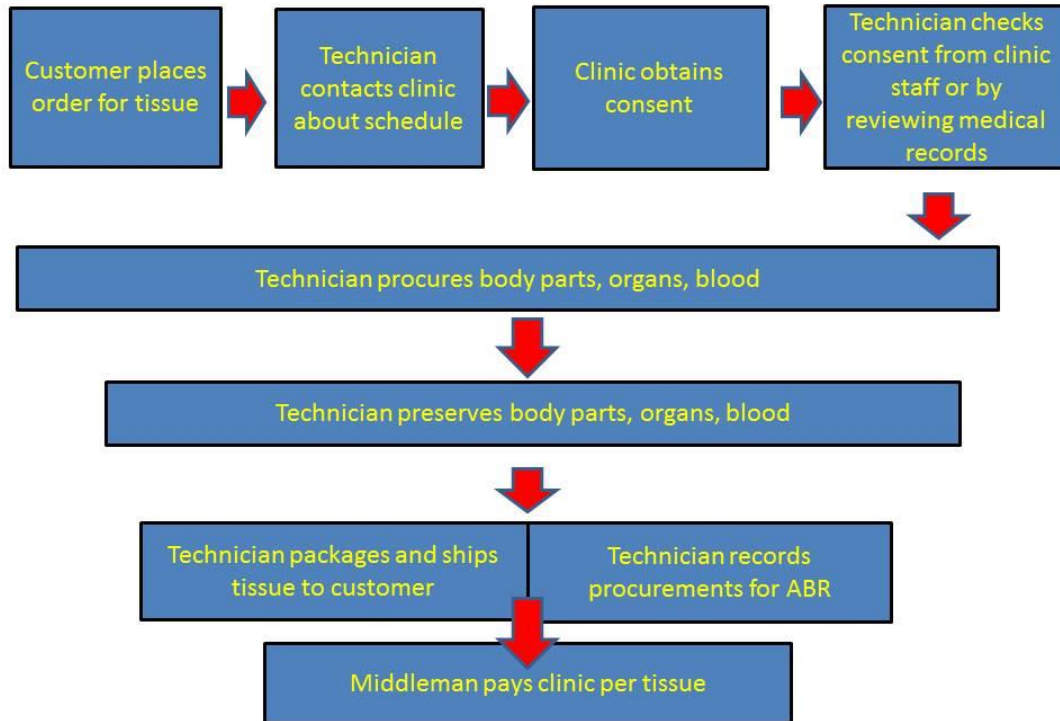 Customer places
order for tissue
Technician
contacts clinic
about schedule
Clinic obtains
consent
Technician checks
consent from clinic
staff or by
reviewing medical
records
Technician procures body parts, organs, blood
Technician preserves body parts, organs, blood
Technician packages and ships
tissue to customer
Technician records
procurements for ABR
Middleman pays clinic per tissue